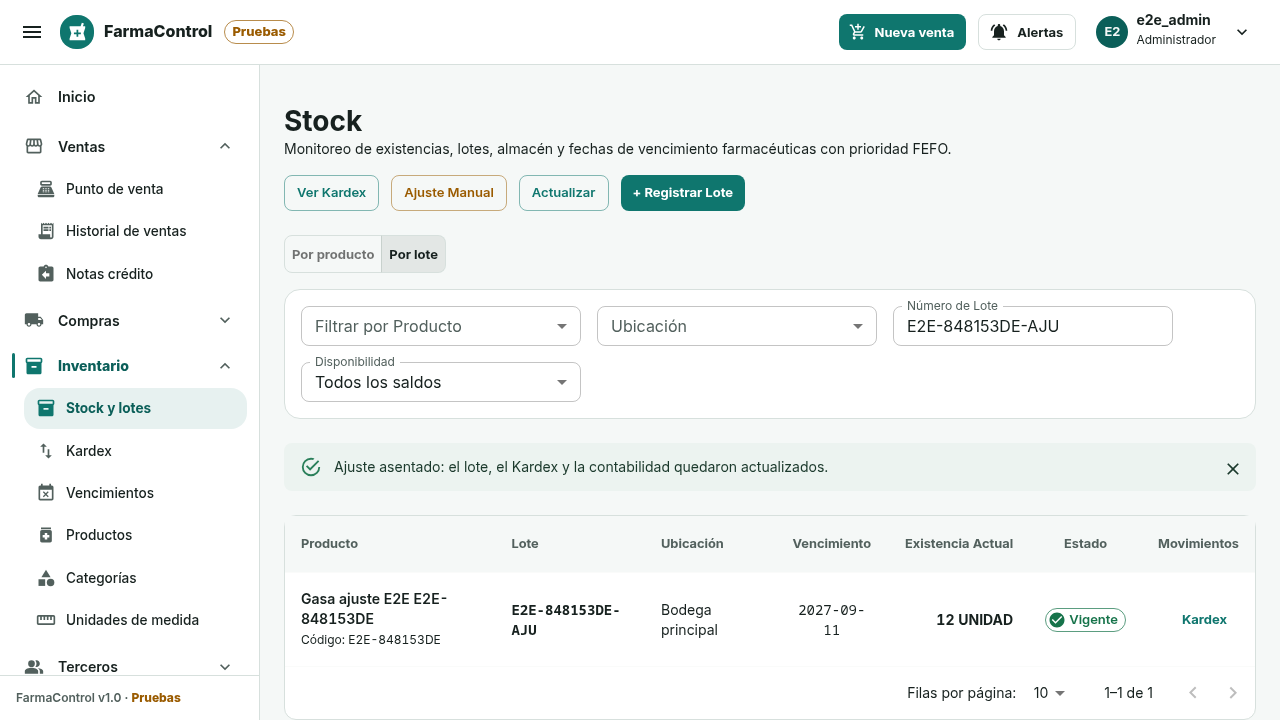 FarmaControl
Pruebas
Nueva venta
Alertas
E2
e2e_admin
Administrador
Inicio
Ventas
Punto de venta
Historial de ventas
Notas crédito
Compras
Inventario
Stock y lotes
Kardex
Vencimientos
Productos
Categorías
Unidades de medida
Terceros
FarmaControl v1.0 · Pruebas
Stock
Monitoreo de existencias, lotes, almacén y fechas de vencimiento farmacéuticas con prioridad FEFO.
Ver Kardex
Ajuste Manual
Actualizar
+ Registrar Lote
Por producto
Por lote
Filtrar por Producto
Ubicación
Número de Lote
E2E-848153DE-AJU
Disponibilidad
Todos los saldos
Ajuste asentado: el lote, el Kardex y la contabilidad quedaron actualizados.
Producto Lote Ubicación Vencimiento Existencia Actual Estado Movimientos
Gasa ajuste E2E E2E-
848153DE
Código: E2E-848153DE
E2E-848153DE-
AJU
Bodega
principal
2027-09-
11
12 UNIDAD
Vigente
Kardex
Filas por página: 10 1–1 de 1